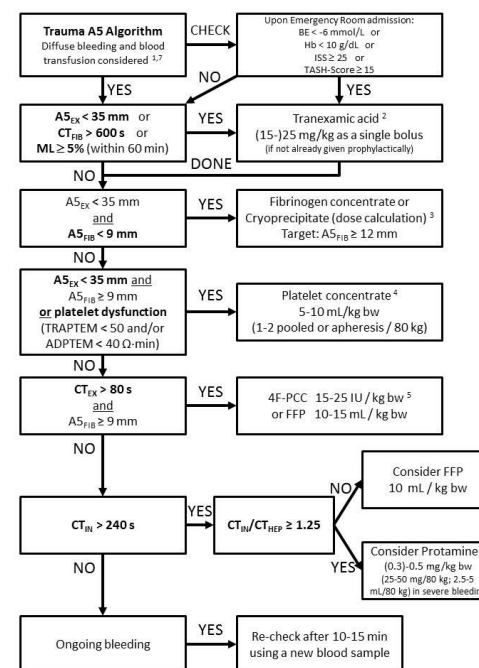 Trauma A5 Algorithm
Diffuse bleeding and blood
transfusion considered 1,7
CHECK
Upon Emergency Room admission:
BE < -6 mmol/L or
Hb < 10 g/dL or
ISS ≥ 25 or
TASH-Score ≥ 15
YES
NO
YES
A5EX < 35 mm or
CTFIB > 600 s or
ML ≥ 5% (within 60 min)
YES
Tranexamic acid 2
(15-)25 mg/kg as a single bolus
(if not already given prophylactically)
NO
DONE
A5EX < 35 mm
and
A5FIB < 9 mm
YES
Fibrinogen concentrate or
Cryoprecipitate (dose calculation) 3
Target: A5FIB ≥ 12 mm
NO
A5EX < 35 mm and
A5FIB ≥ 9 mm
or platelet dysfunction
(TRAPTEM < 50 and/or
ADPTEM < 40 Ω·min)
YES
Platelet concentrate 4
5-10 mL/kg bw
(1-2 pooled or apheresis / 80 kg)
NO
CTEX > 80 s
and
A5FIB ≥ 9 mm
YES
4F-PCC 15-25 IU / kg bw 5
or FFP 10-15 mL / kg bw
NO
CTIN > 240 s
YES
CTIN/CTHEP ≥ 1.25
NO
Consider FFP
10 mL / kg bw
YES
Consider Protamine
(0.3)-0.5 mg/kg bw
(25-50 mg/80 kg; 2.5-5
mL/80 kg) in severe bleedin
NO
Ongoing bleeding
YES
Re-check after 10-15 min
using a new blood sample